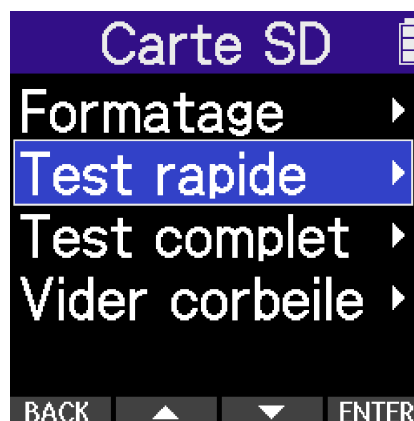 Carte SD
Formatage
Test rapide
Test complet
Vider corbeile
BACK ENTER